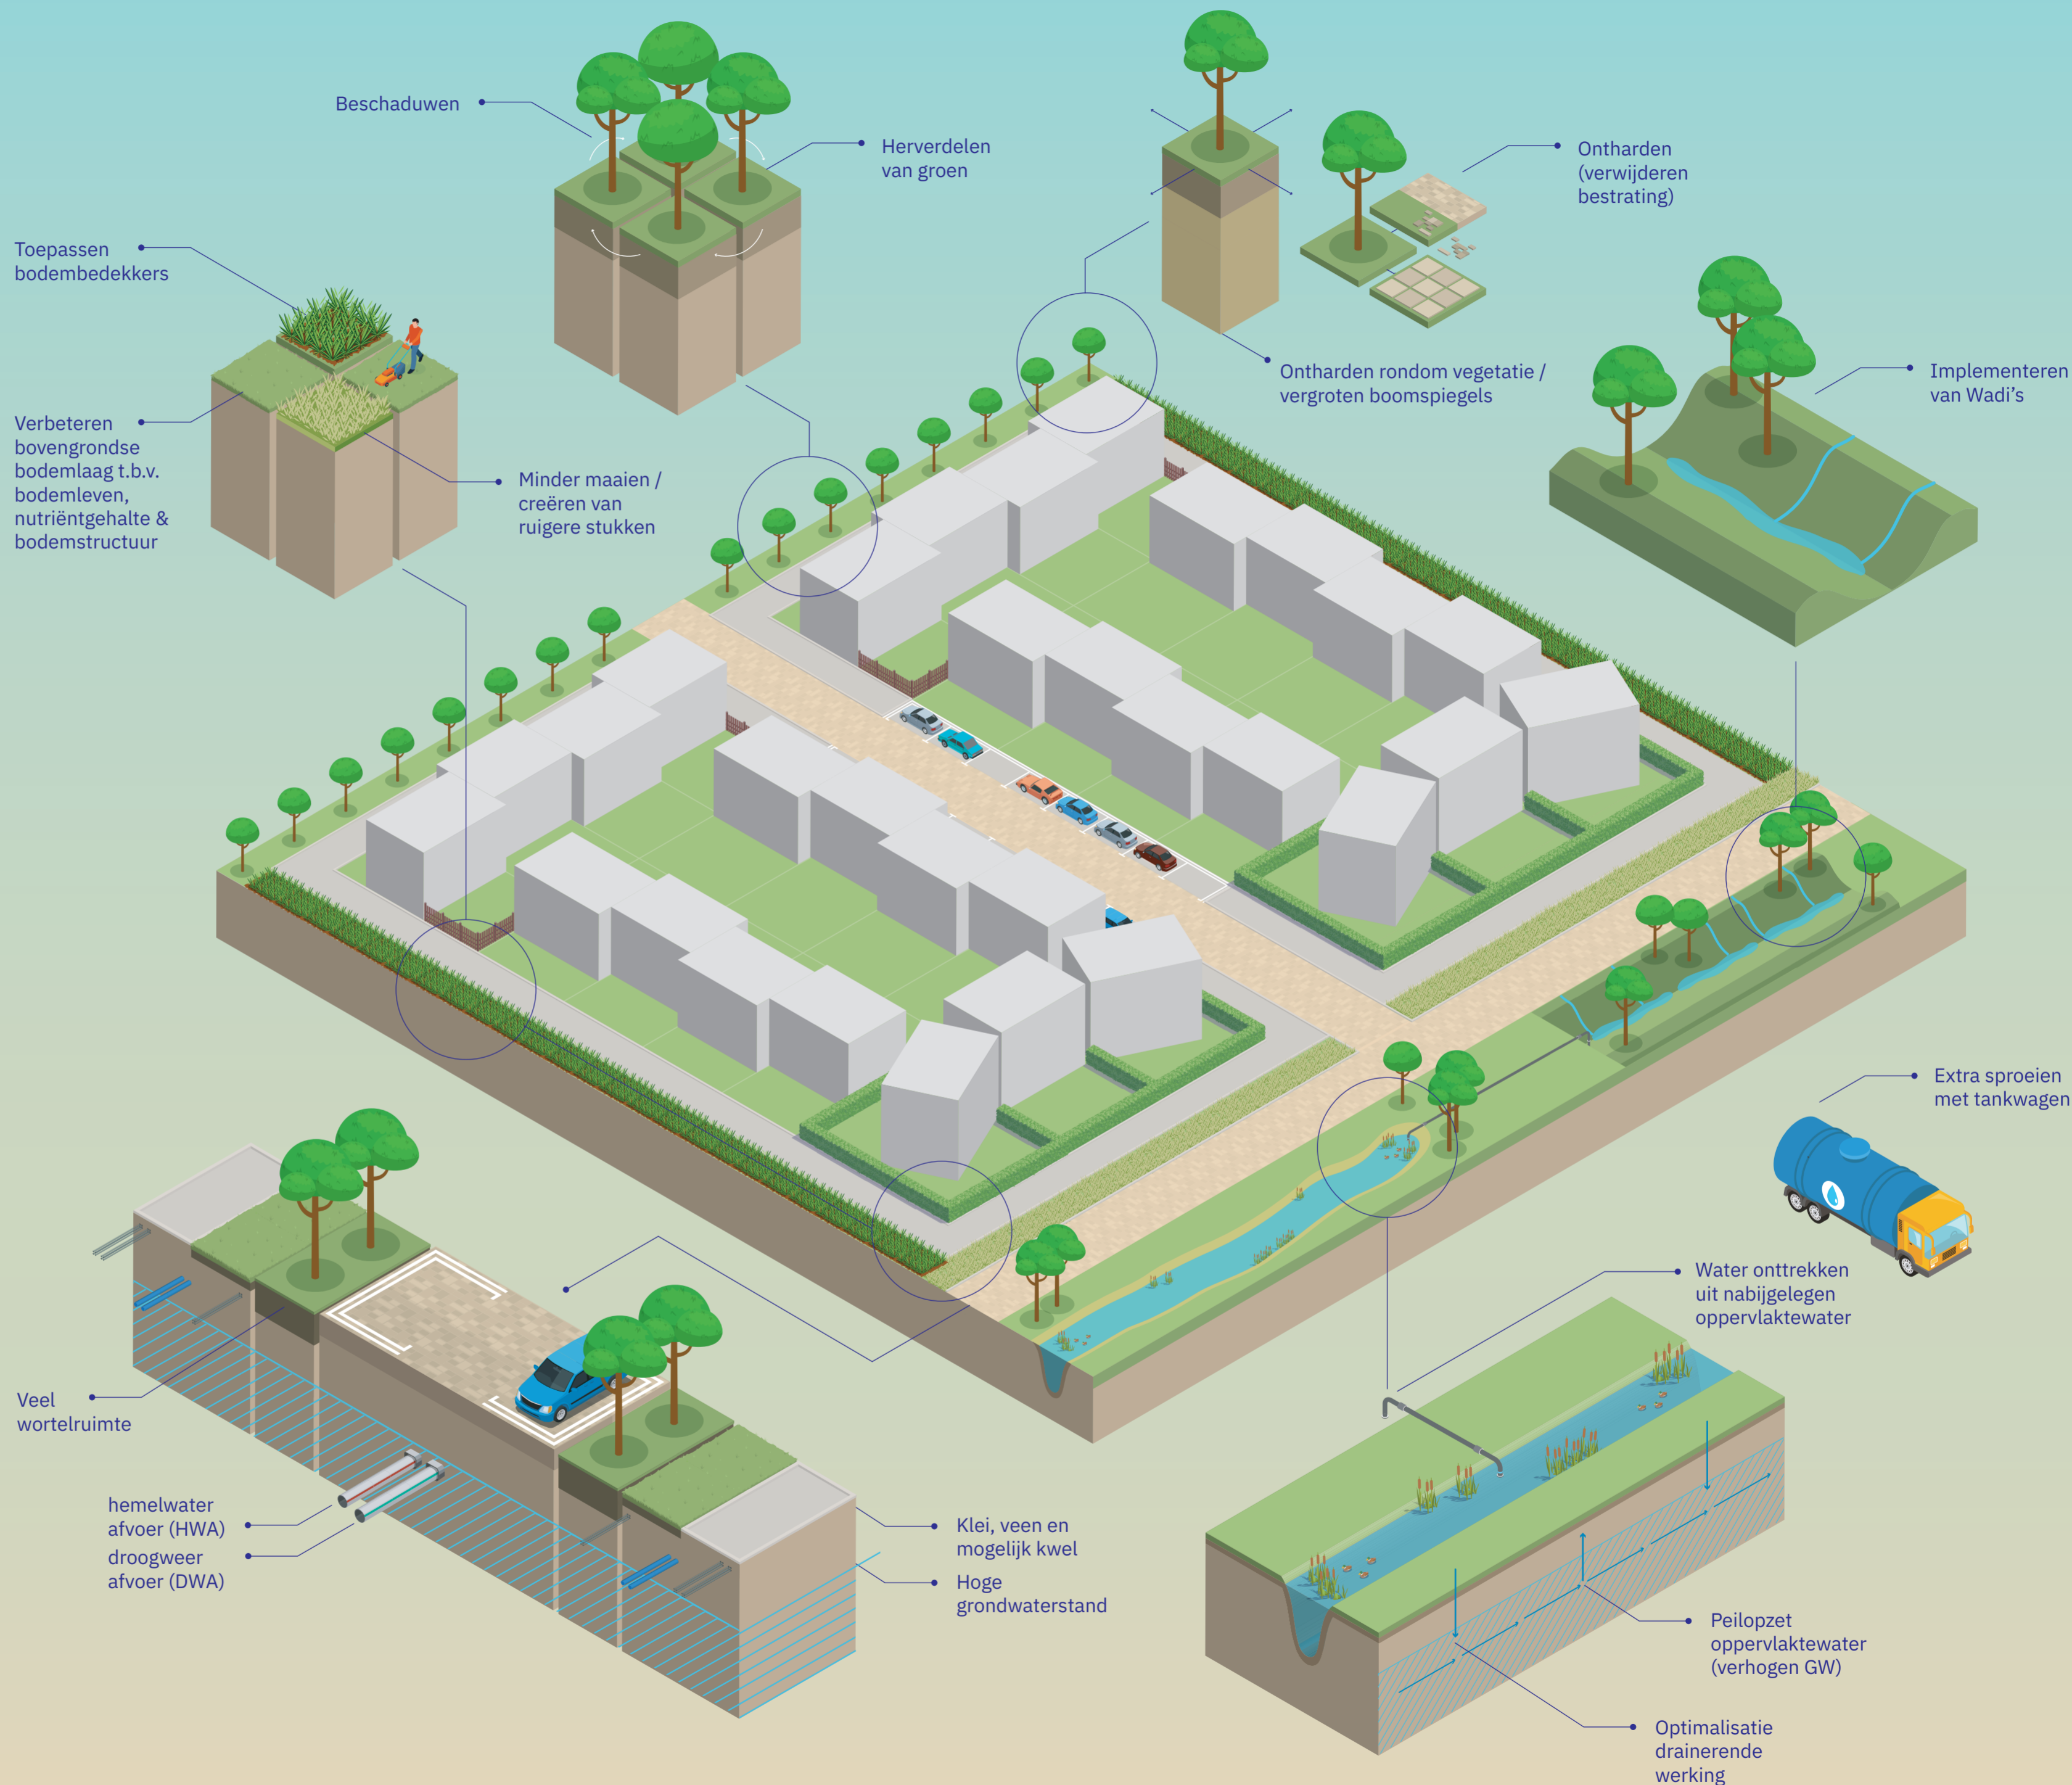 Beschaduwen
Herverdelen
van groen
Ontharden
(verwijderen
bestrating)
Toepassen
bodembedekkers
Ontharden rondom vegetatie /
vergroten boomspiegels
Implementeren
van Wadi's
Verbeteren
bovengrondse
bodemlaag t.b.v.
bodemleven,
nutriëntgehalte &
bodemstructuur
Minder maaien /
creëren van
ruigere stukken
Extra sproeien
met tankwagen
Water onttrekken
uit nabijgelegen
oppervlaktewater
Veel
wortelruimte
hemelwater
afvoer (HWA)
droogweer
afvoer (DWA)
Klei, veen en
mogelijk kwel
Hoge
grondwaterstand
Peilopzet
oppervlaktewater
(verhogen GW)
Optimalisatie
drainerende
werking